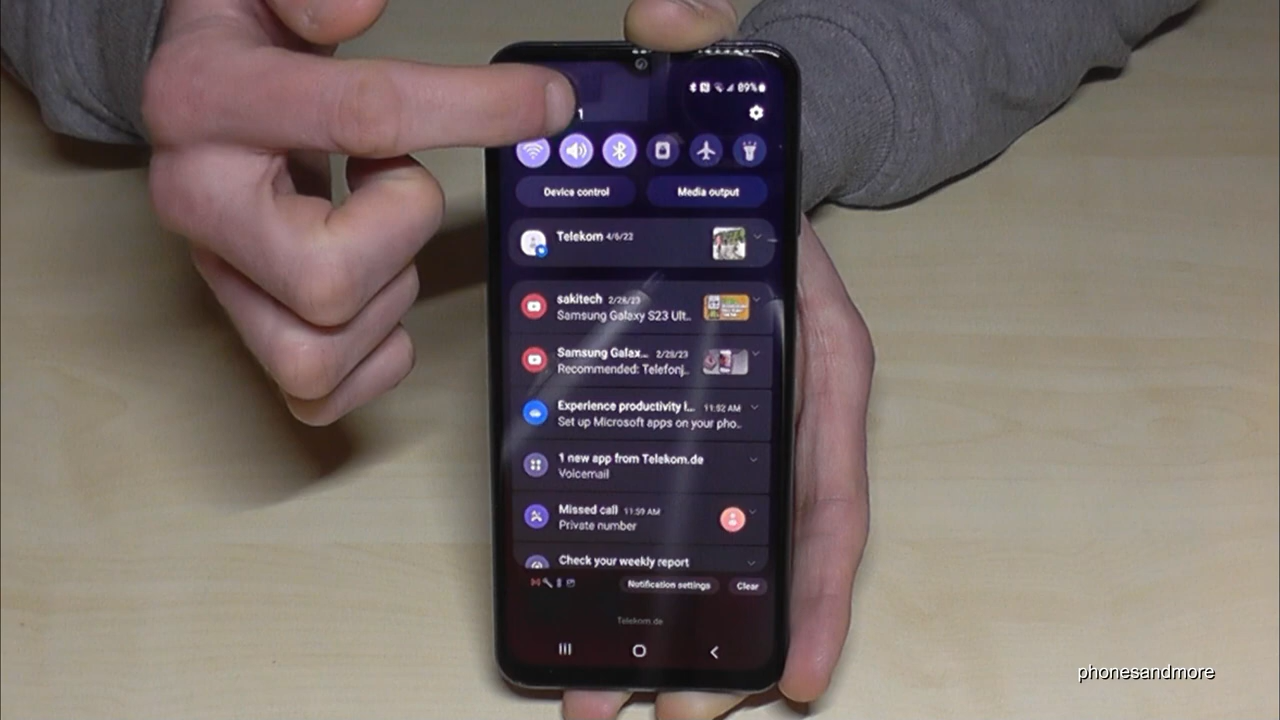 89%
1
Device control
Media output
Telekom 4/6/22
sakitech 2/28/23
Samsung Galaxy S23 Ult..
Samsung Galax... 2/28/23
Recommended: Telefonj..
Experience productivity i... 11:52 AM
Set up Microsoft apps on your pho..
1 new app from Telekom.de
Voicemail
Missed call 11:59 AM
Private number
Check your weekly report
Notification settings
Clear
Telekom.de
phonesandmore